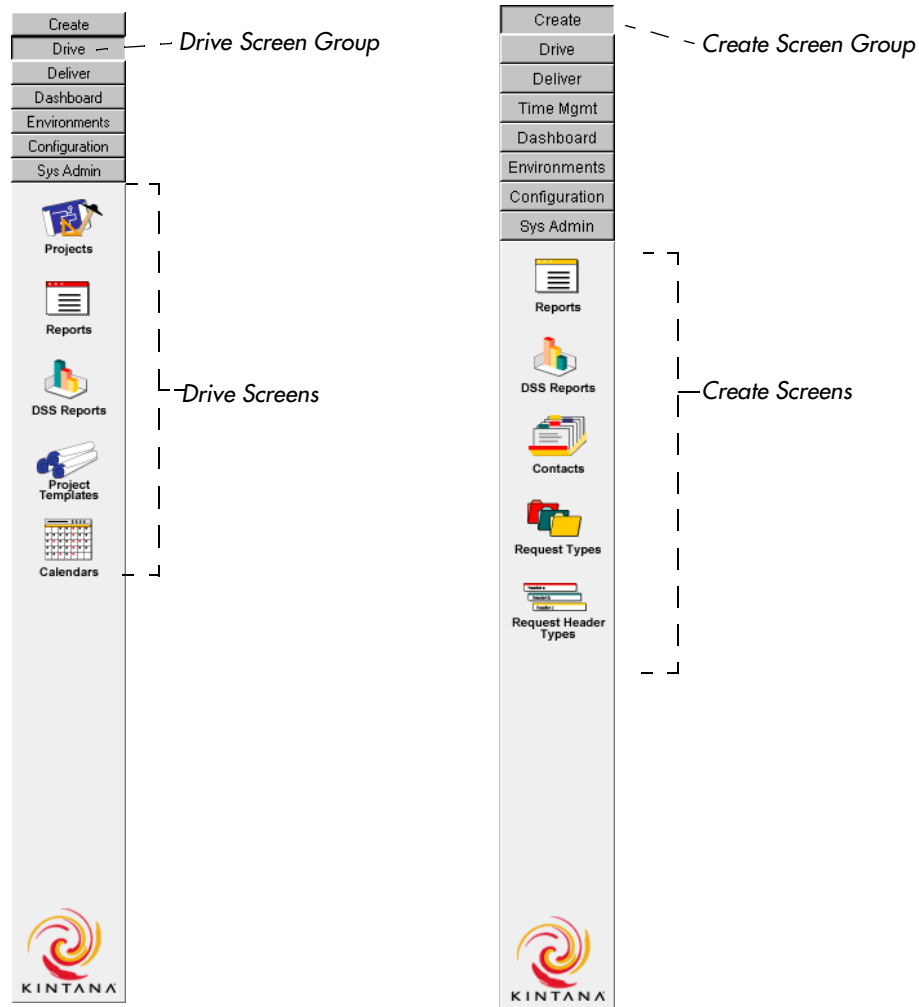 Create
Drive
Drive Screen Group
Deliver
Dashboard
Environments
Configuration
Sys Admin
Projects
Reports
DSS Reports
Drive Screens
Project
Templates
Calendars
KINTANA
Create
Create Screen Group
Drive
Deliver
Time Mgmt
Dashboard
Environments
Configuration
Sys Admin
Reports
DSS Reports
Create Screens
Contacts
Request Types
Request Header
Types
KINTANA